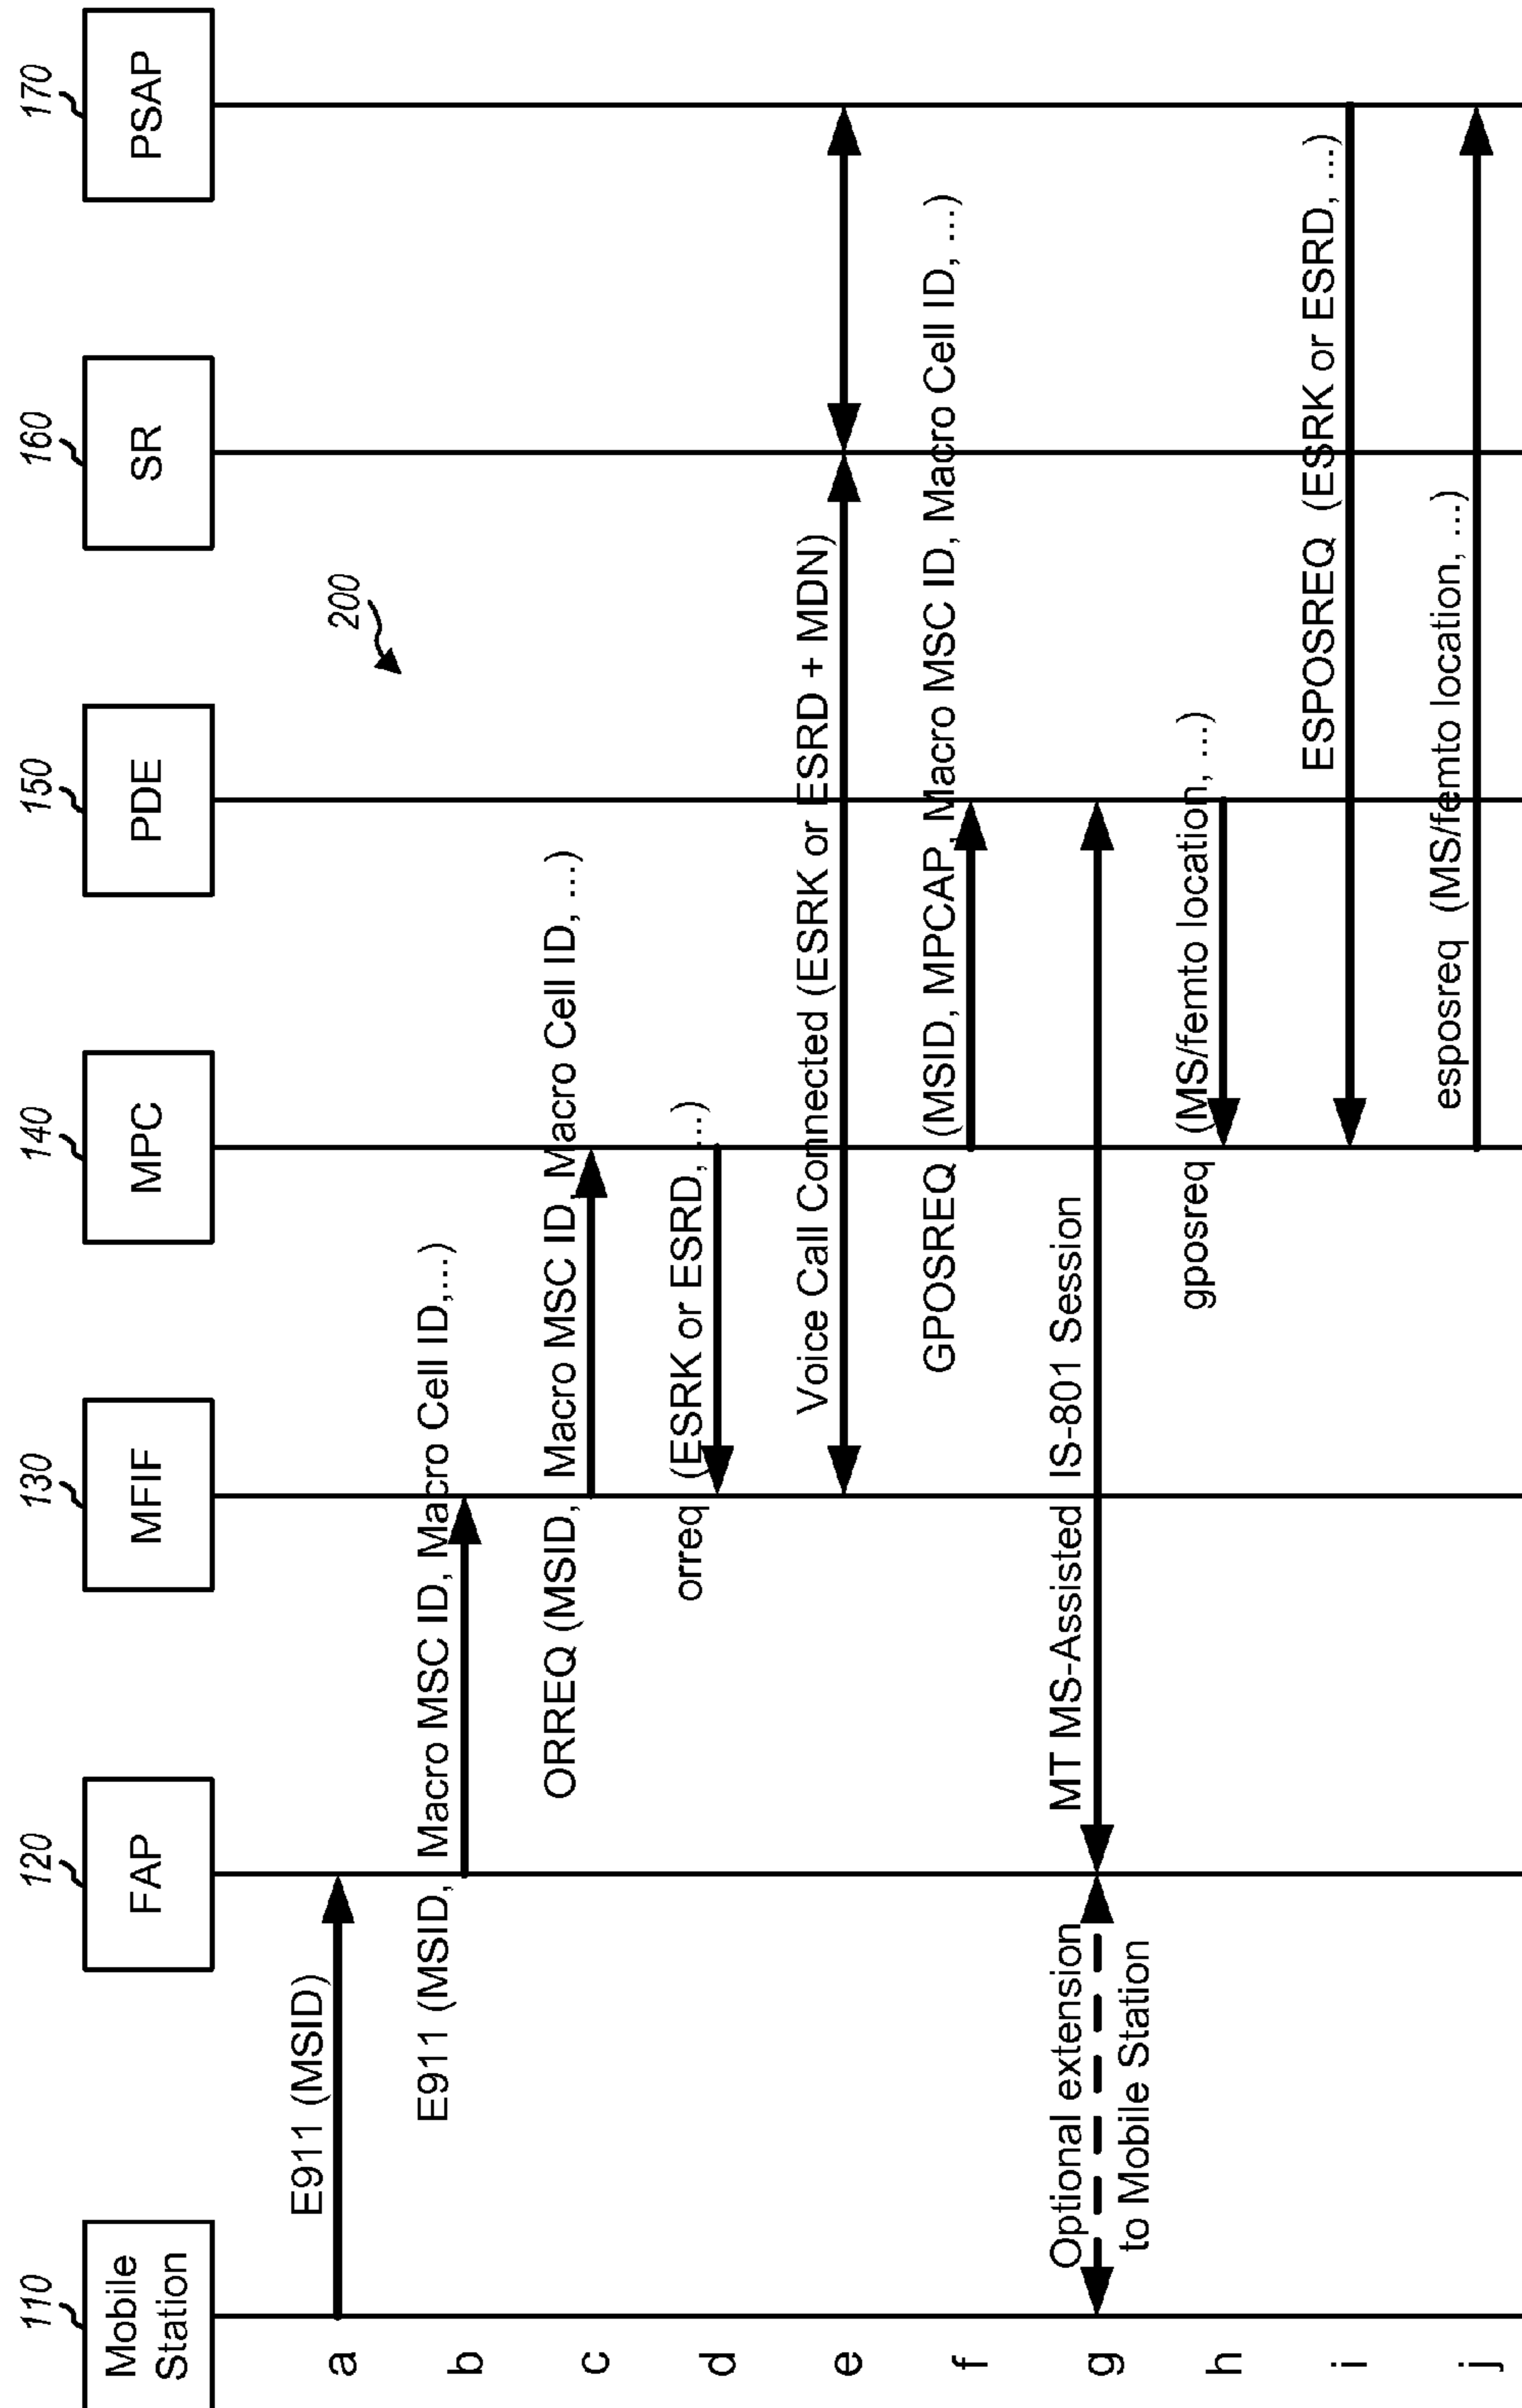 110
120
130
140
150
160
170
Mobile
Station
FAP
MFIF
MPC
PDE
SR
PSAP
200
a
E911 (MSID)
b
E911 (MSID, Macro MSC ID, Macro Cell ID,...)
c
ORREQ (MSID, Macro MSC ID, Macro Cell ID, ...)
d
orreq (ESRK or ESRD, ...)
e
Voice Call Connected (ESRK or ESRD + MDN)
f
GPOSREQ (MSID, MPCAP, Macro MSC ID, Macro Cell ID, ...)
g
Optional extension
to Mobile Station
MT MS-Assisted IS-801 Session
h
gposreq (MS/femto location, ...)
i
ESPOSREQ (ESRK or ESRD, ...)
j
esposreq (MS/femto location, ...)